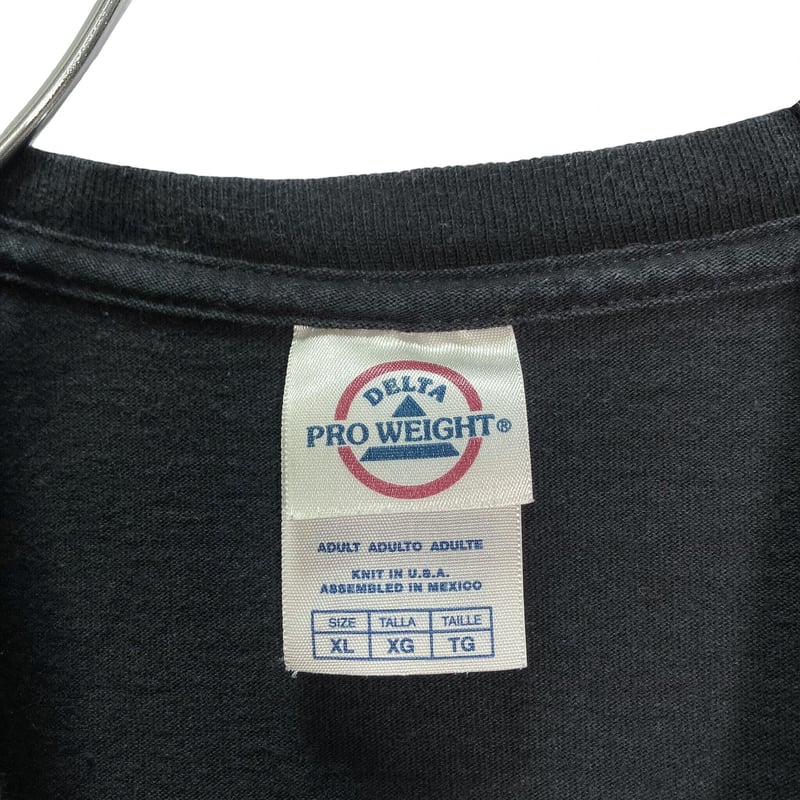 DELTA
PRO WEIGHT®
ADULT ADULTO ADULTE
KNIT IN U.S.A.
ASSEMBLED IN MEXICO
SIZE TALLA TAILLE
XL XG TG